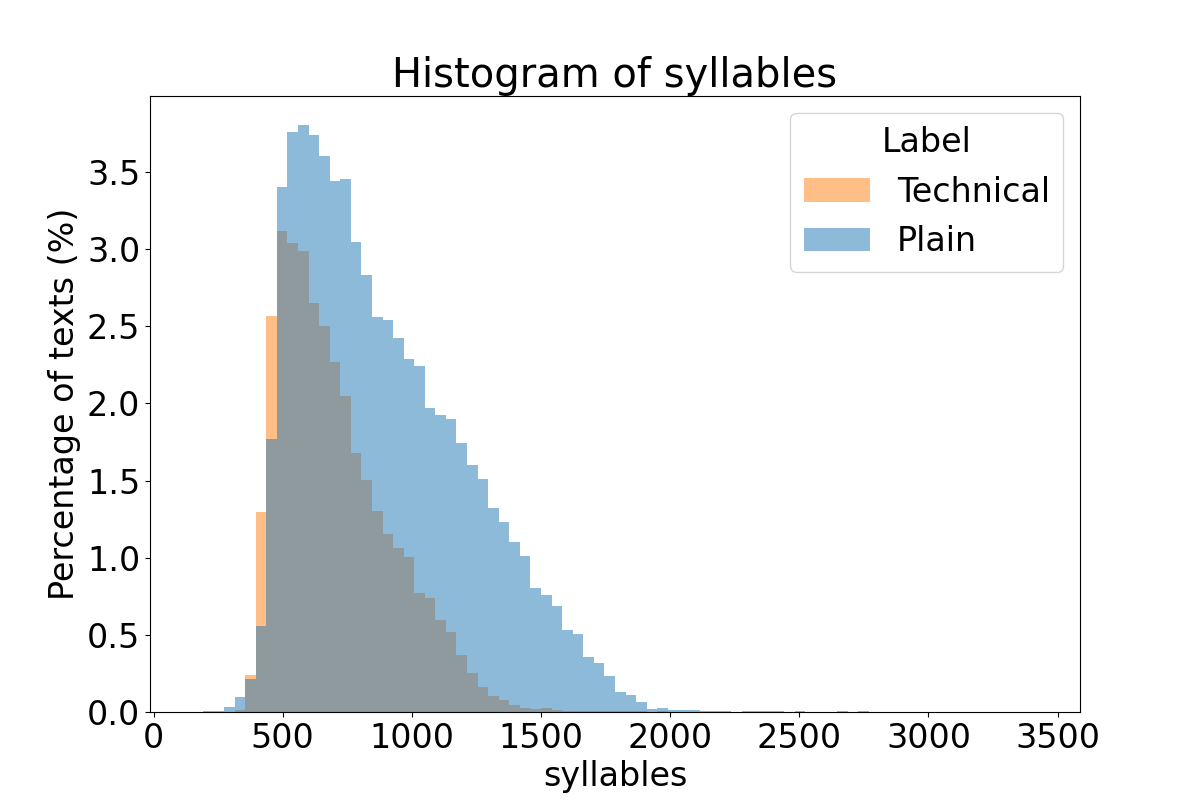 Histogram of syllables
Label
Technical
Plain
Percentage of texts (%)
3.5
3.0
2.5
2.0
1.5
1.0
0.5
0.0
0 500 1000 1500 2000 2500 3000 3500
syllables